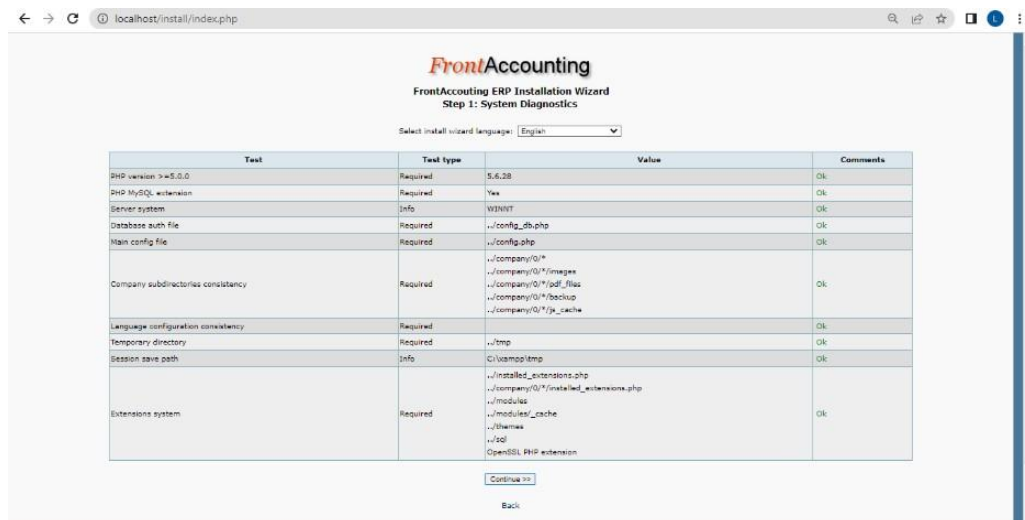 localhost/install/index.php
L
FrontAccounting
FrontAccouting ERP Installation Wizard
Step 1: System Diagnostics
Select install wizard language: English
Test Test type Value Comments
PHP version >=5.0.0 Required 5.6.28 Ok
PHP MySQL extension Required Yes Ok
Server system Info WINNT Ok
Database auth file Required ../config_db.php Ok
Main config file Required ../config.php Ok
../company/0/*
../company/0/*/images
Company subdirectories consistency Required ../company/0/*/pdf_files Ok
../company/0/*/backup
../company/0/*/js_cache
Language configuration consistency Required Ok
Temporary directory Required ../tmp Ok
Session save path Info C:\xampp\tmp Ok
../installed_extensions.php
../company/0/*/installed_extensions.php
../modules
Extensions system Required ../modules/_cache Ok
../themes
../sql
OpenSSL PHP extension
Continue >>
Back